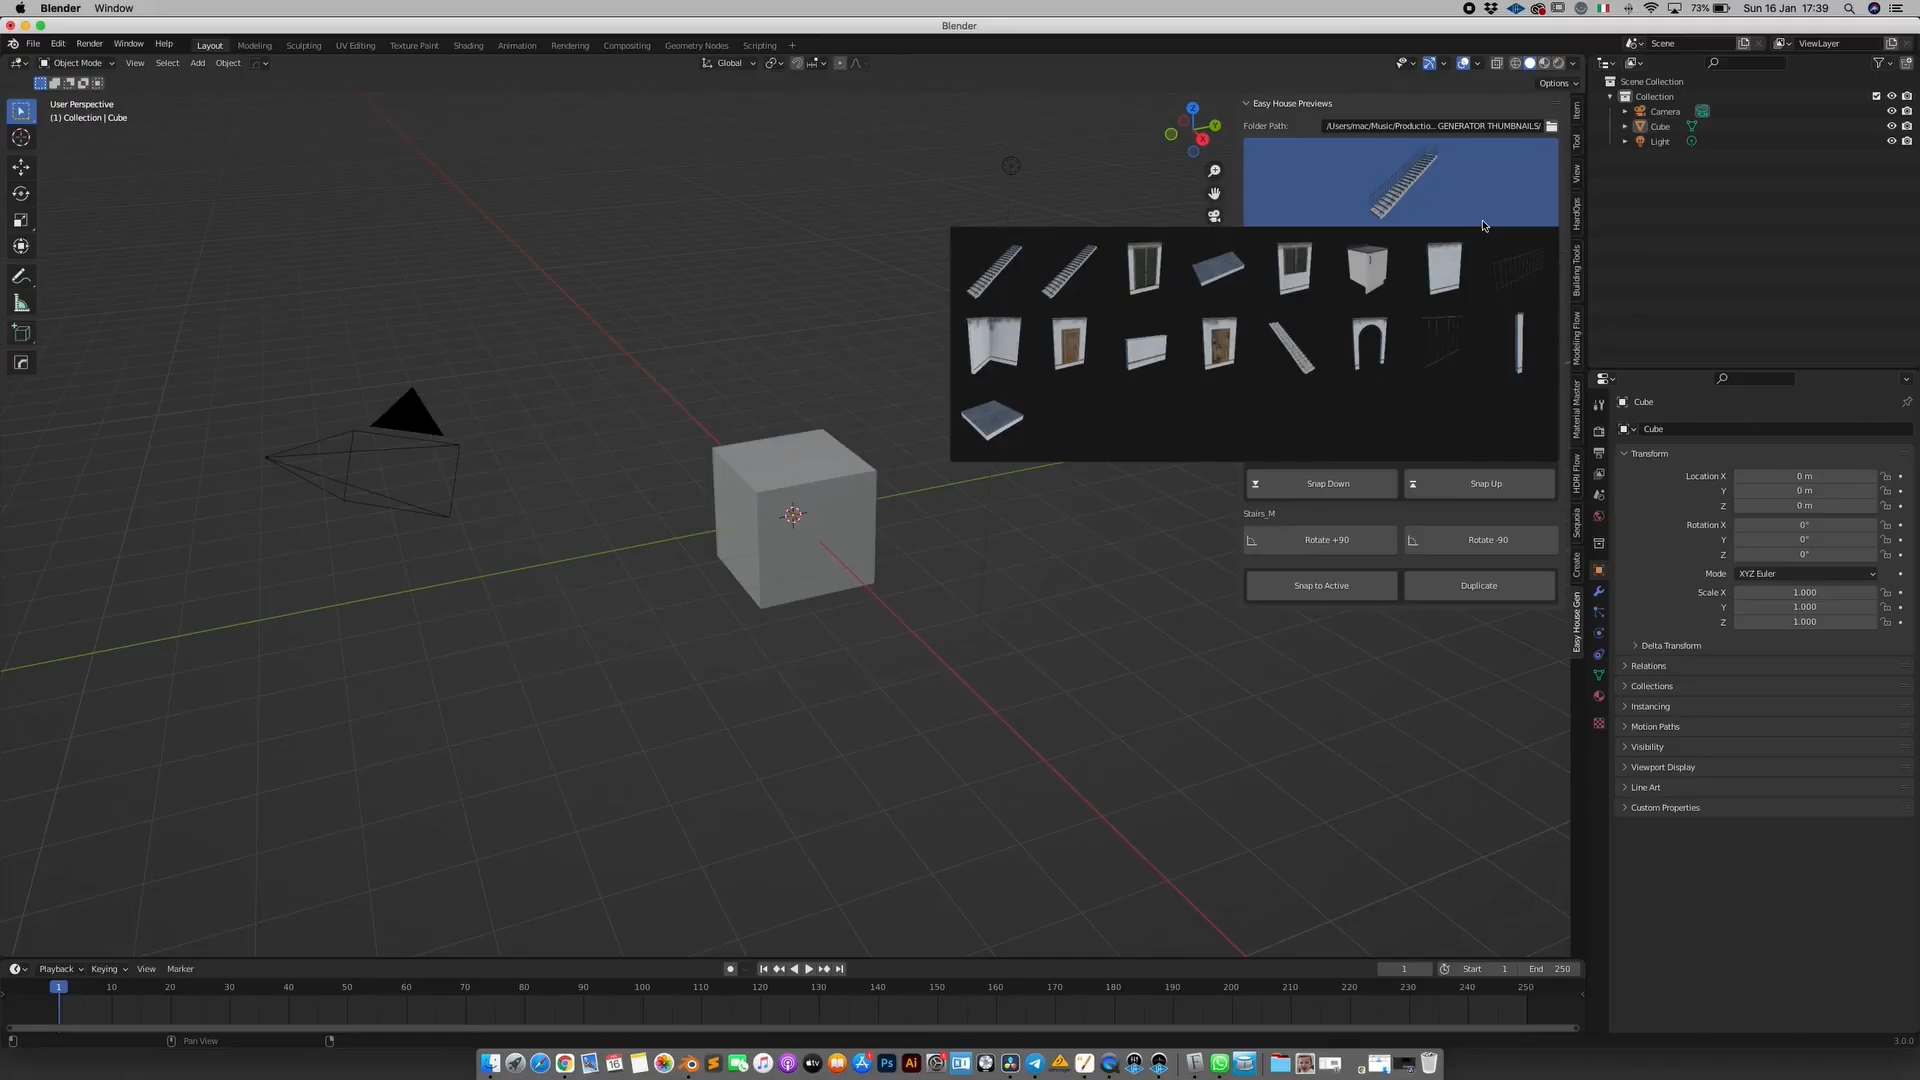 Blender Window 73% Sun 16 Jan 17:39
Blender
File Edit Render Window Help Layout Modeling Sculpting UV Editing Texture Paint Shading Animation Rendering Compositing Geometry Nodes Scripting + Scene ViewLayer
Object Mode View Select Add Object Global
Options
User Perspective
(1) Collection | Cube
Z
Y
X
Easy House Previews
Folder Path: /Users/mac/Music/Productio... GENERATOR THUMBNAILS/
Snap Down Snap Up
Stairs_M
Rotate +90 Rotate -90
Snap to Active Duplicate
Item
Tool
View
HardOps
Building Tools
Modeling Flow
Material Master
HDRI Flow
Sequoia
Create
Easy House Gen
Scene Collection
Collection
Camera
Cube
Light
Cube
Cube
Transform
Location X 0 m
Y 0 m
Z 0 m
Rotation X 0°
Y 0°
Z 0°
Mode XYZ Euler
Scale X 1.000
Y 1.000
Z 1.000
Delta Transform
Relations
Collections
Instancing
Motion Paths
Visibility
Viewport Display
Line Art
Custom Properties
Playback Keying View Marker 1 Start 1 End 250
1 10 20 30 40 50 60 70 80 90 100 110 120 130 140 150 160 170 180 190 200 210 220 230 240 250
Pan View 3.0.0
16 tv Ps Ai